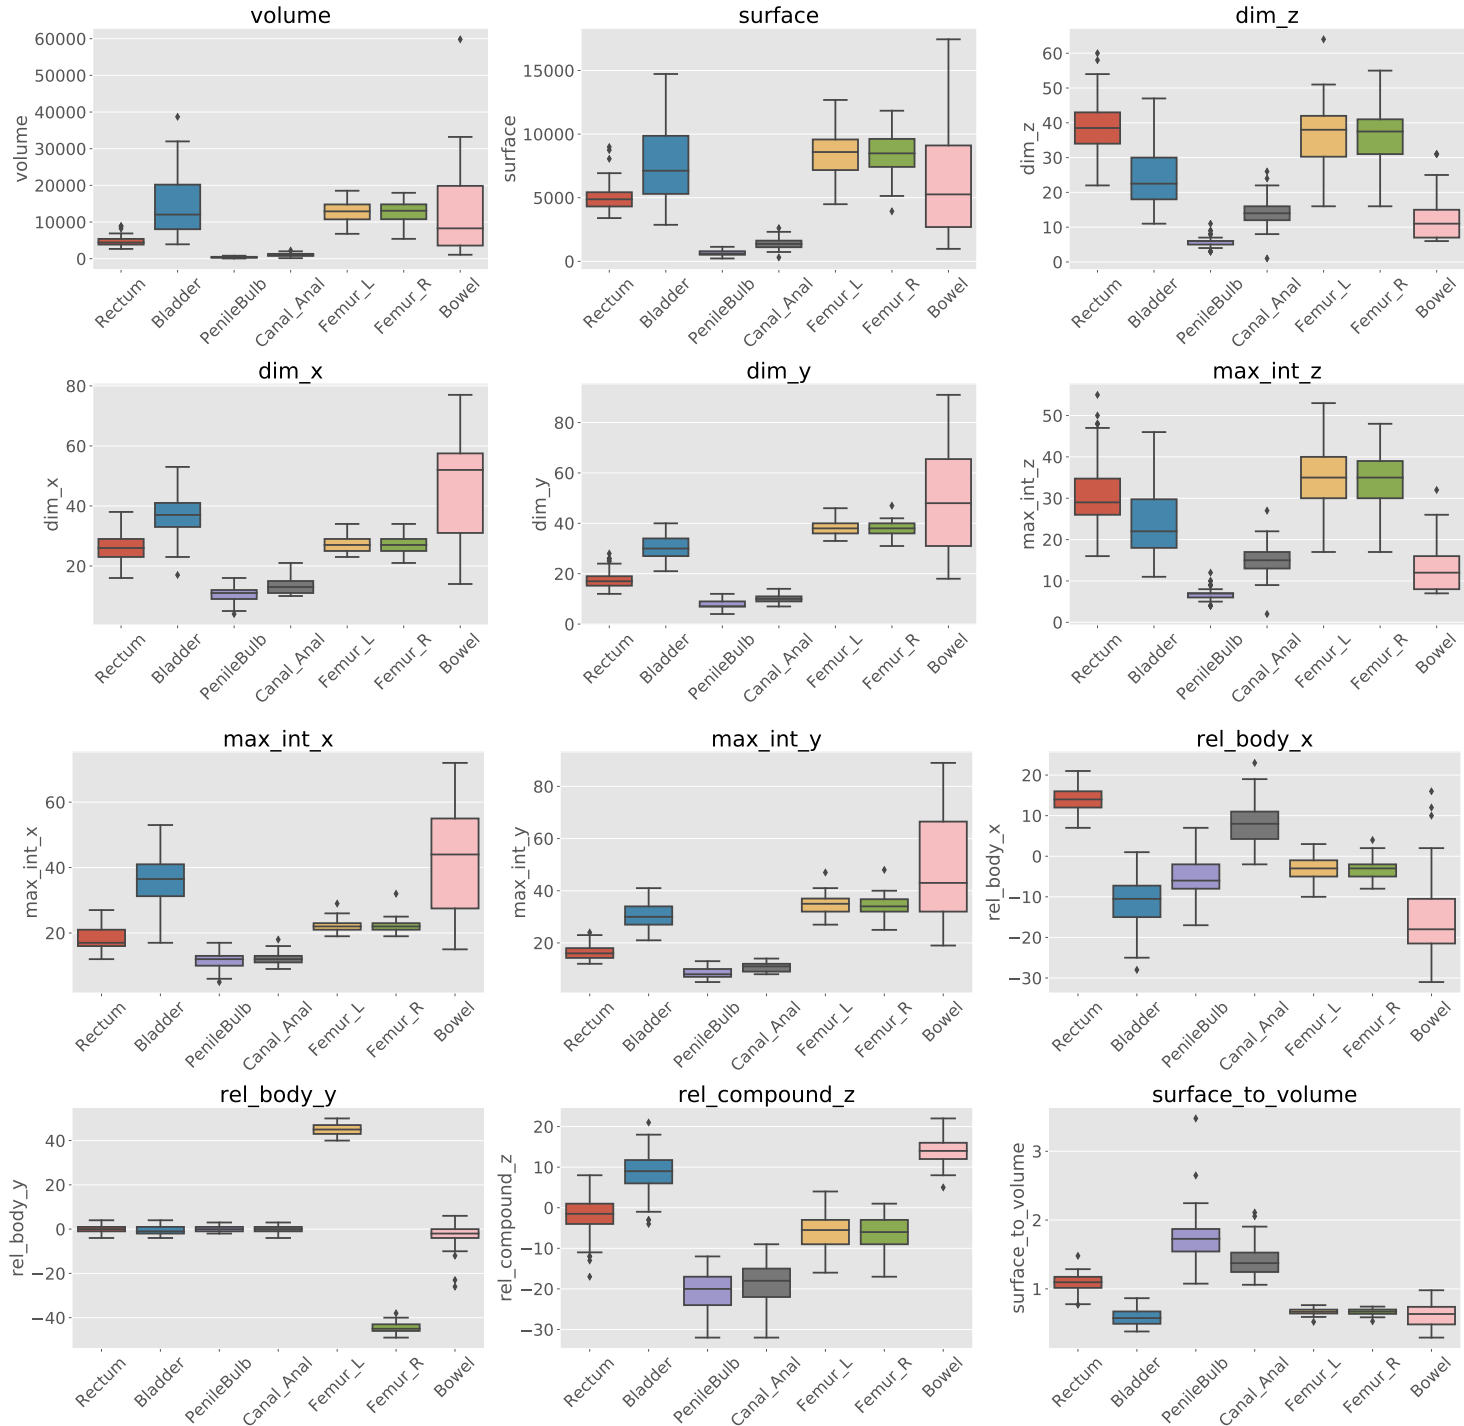 volume
volume
60000
50000
40000
30000
20000
10000
0
Rectum
Bladder
PenileBulb
Canal_Anal
Femur_L
Femur_R
Bowel
surface
surface
15000
10000
5000
0
Rectum
Bladder
PenileBulb
Canal_Anal
Femur_L
Femur_R
Bowel
dim_z
dim_z
60
50
40
30
20
10
0
Rectum
Bladder
PenileBulb
Canal_Anal
Femur_L
Femur_R
Bowel
dim_x
dim_x
80
60
40
20
Rectum
Bladder
PenileBulb
Canal_Anal
Femur_L
Femur_R
Bowel
dim_y
dim_y
80
60
40
20
0
Rectum
Bladder
PenileBulb
Canal_Anal
Femur_L
Femur_R
Bowel
max_int_z
max_int_z
50
40
30
20
10
0
Rectum
Bladder
PenileBulb
Canal_Anal
Femur_L
Femur_R
Bowel
max_int_x
max_int_x
60
40
20
Rectum
Bladder
PenileBulb
Canal_Anal
Femur_L
Femur_R
Bowel
max_int_y
max_int_y
80
60
40
20
Rectum
Bladder
PenileBulb
Canal_Anal
Femur_L
Femur_R
Bowel
rel_body_x
rel_body_x
20
10
0
−10
−20
−30
Rectum
Bladder
PenileBulb
Canal_Anal
Femur_L
Femur_R
Bowel
rel_body_y
rel_body_y
40
20
0
−20
−40
Rectum
Bladder
PenileBulb
Canal_Anal
Femur_L
Femur_R
Bowel
rel_compound_z
rel_compound_z
20
10
0
−10
−20
−30
Rectum
Bladder
PenileBulb
Canal_Anal
Femur_L
Femur_R
Bowel
surface_to_volume
surface_to_volume
3
2
1
Rectum
Bladder
PenileBulb
Canal_Anal
Femur_L
Femur_R
Bowel